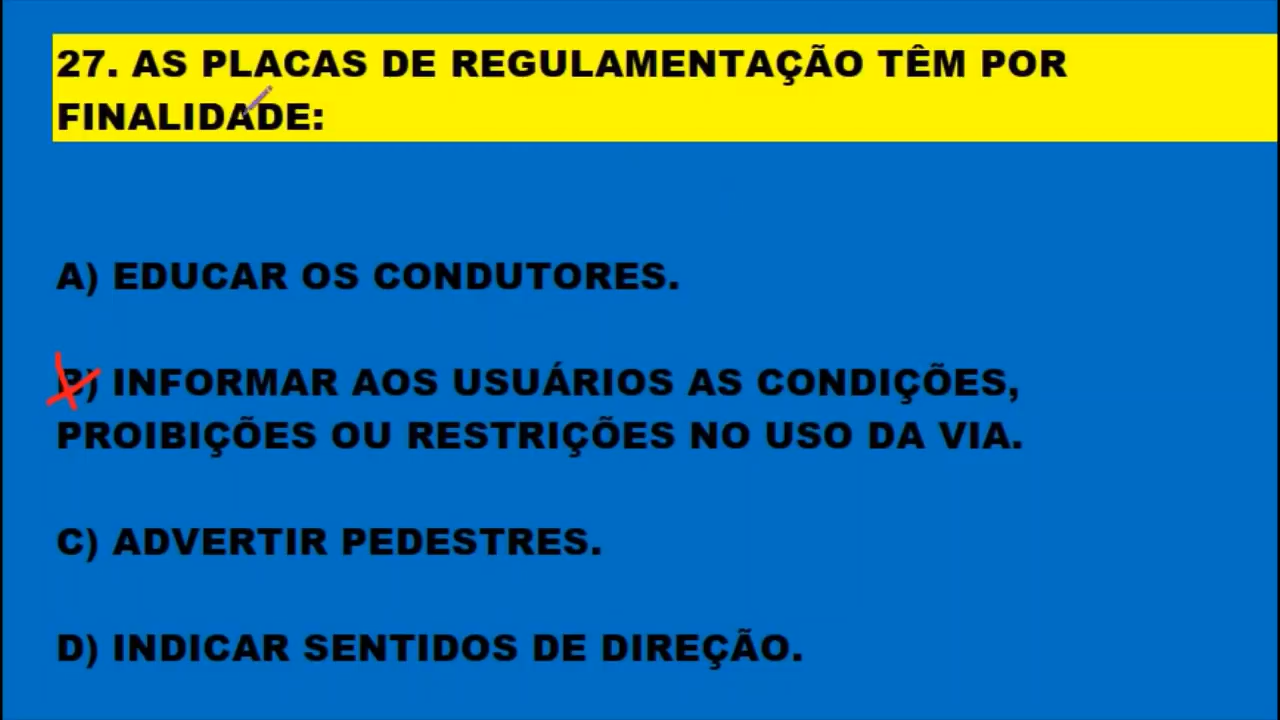 27. AS PLACAS DE REGULAMENTAÇÃO TÊM POR
FINALIDADE:
A) EDUCAR OS CONDUTORES.
B) INFORMAR AOS USUÁRIOS AS CONDIÇÕES,
PROIBIÇÕES OU RESTRIÇÕES NO USO DA VIA.
C) ADVERTIR PEDESTRES.
D) INDICAR SENTIDOS DE DIREÇÃO.